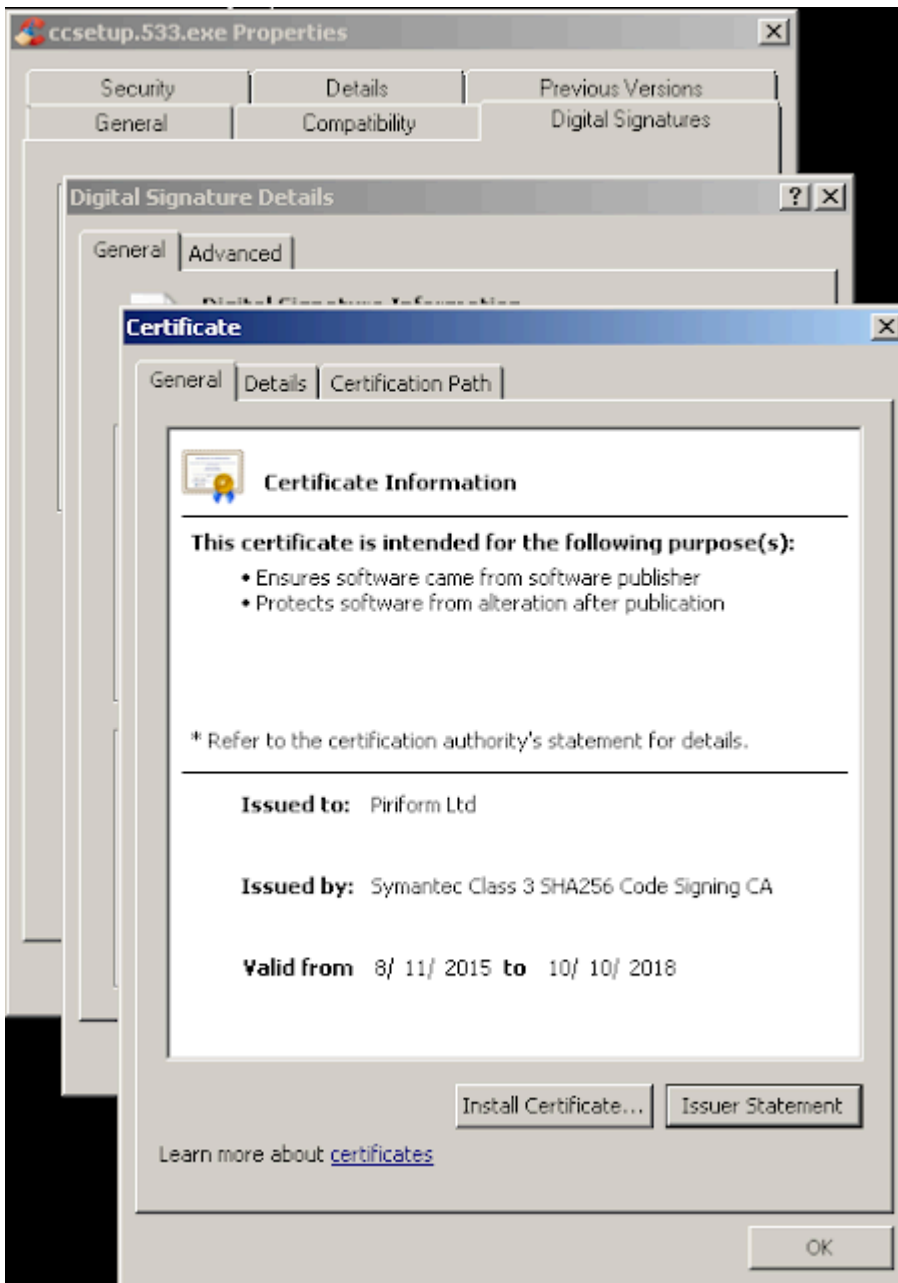 ccsetup.533.exe Properties
Security Details Previous Versions
General Compatibility Digital Signatures
Digital Signature Details
General Advanced
Digital Signature Information
Certificate
General Details Certification Path
Certificate Information
This certificate is intended for the following purpose(s):
• Ensures software came from software publisher
• Protects software from alteration after publication
* Refer to the certification authority's statement for details.
Issued to: Piriform Ltd
Issued by: Symantec Class 3 SHA256 Code Signing CA
Valid from 8/ 11/ 2015 to 10/ 10/ 2018
Install Certificate... Issuer Statement
Learn more about certificates
OK